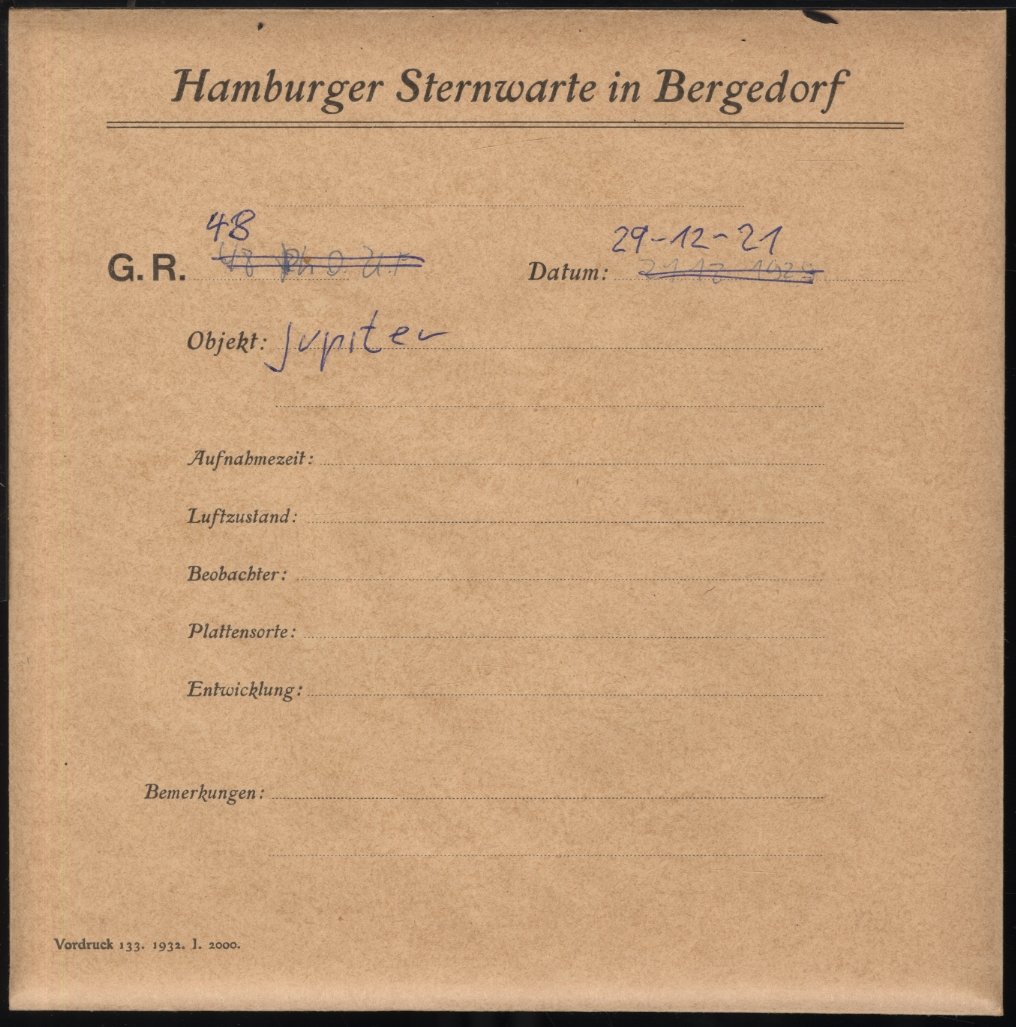 Hamburger Sternwarte in Bergedorf
48
29-12-21
G. R. 48
Datum:
Objekt: Jupiter
Aufnahmezeit:
Luftzustand:
Beobachter:
Plattensorte:
Entwicklung:
Bemerkungen:
Vordruck 133. 1932. I. 2000.